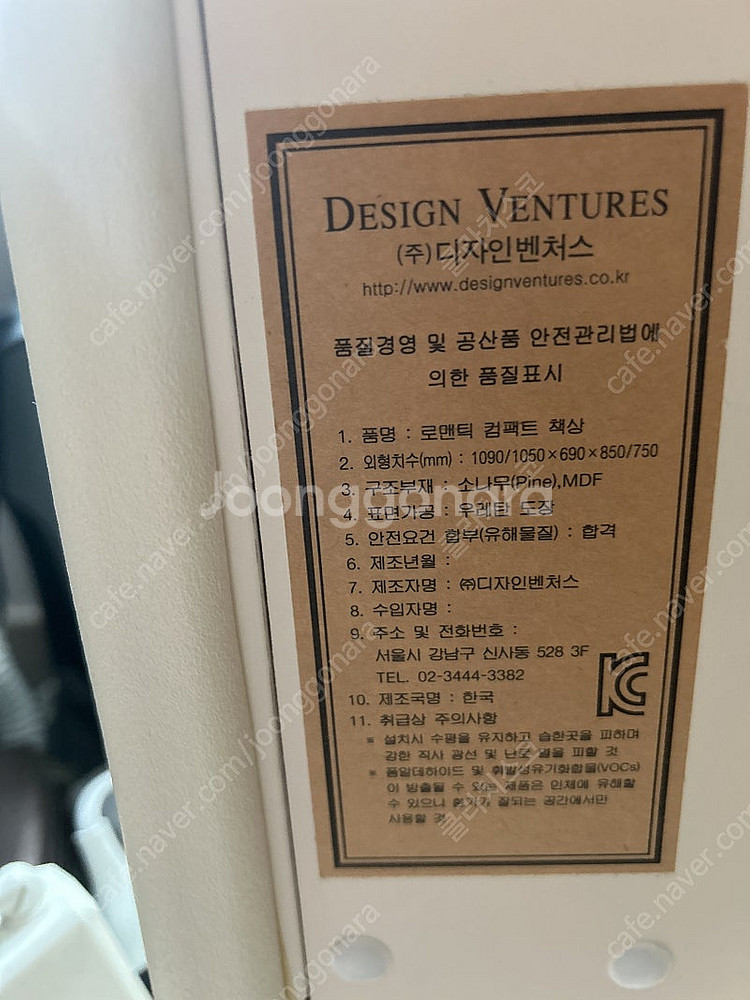 DESIGN VENTURES
(주)디자인벤처스
http://www.designventures.co.kr
품질경영 및 공산품 안전관리법에
의한 품질표시
1. 품명 : 로맨틱 컴팩트 책상
2. 외형치수(mm) : 1090/1050×690×850/750
3. 구조부재 : 소나무(Pine),MDF
4. 표면가공 : 우레탄 도장
5. 안전요건 합부(유해물질) : 합격
6. 제조년월 :
7. 제조자명 : ㈜디자인벤처스
8. 수입자명 :
9. 주소 및 전화번호 :
서울시 강남구 신사동 528 3F
TEL. 02-3444-3382
10. 제조국명 : 한국
11. 취급상 주의사항
※ 설치시 수평을 유지하고 습한곳을 피하며
강한 직사 광선 및 난로 열을 피할 것
※ 폼알데하이드 및 휘발성유기화합물(VOCs)
이 방출될 수 있는 제품은 인체에 유해할
수 있으니 환기가 잘되는 공간에서만
사용할 것
Joonggonara
cafe.naver.com/joonggonara